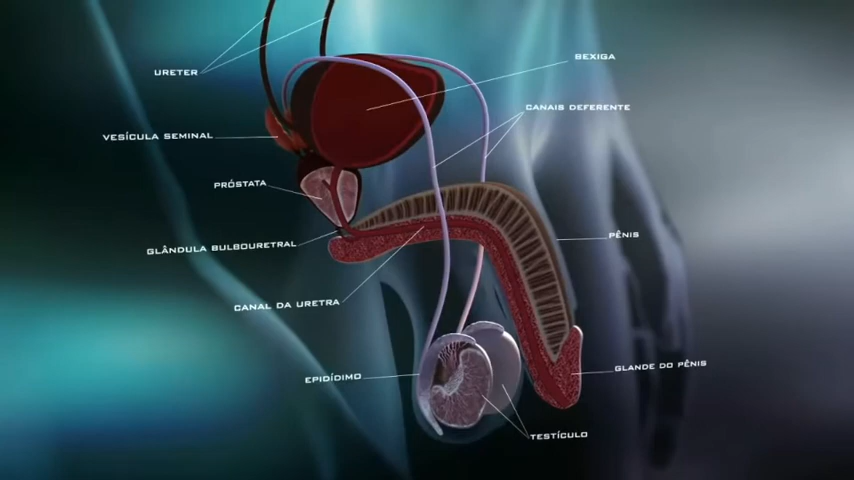 URETER
BEXIGA
CANAIS DEFERENTE
VESÍCULA SEMINAL
PRÓSTATA
PÊNIS
GLÂNDULA BULBOURETRAL
CANAL DA URETRA
GLANDE DO PÊNIS
EPIDÍDIMO
TESTÍCULO